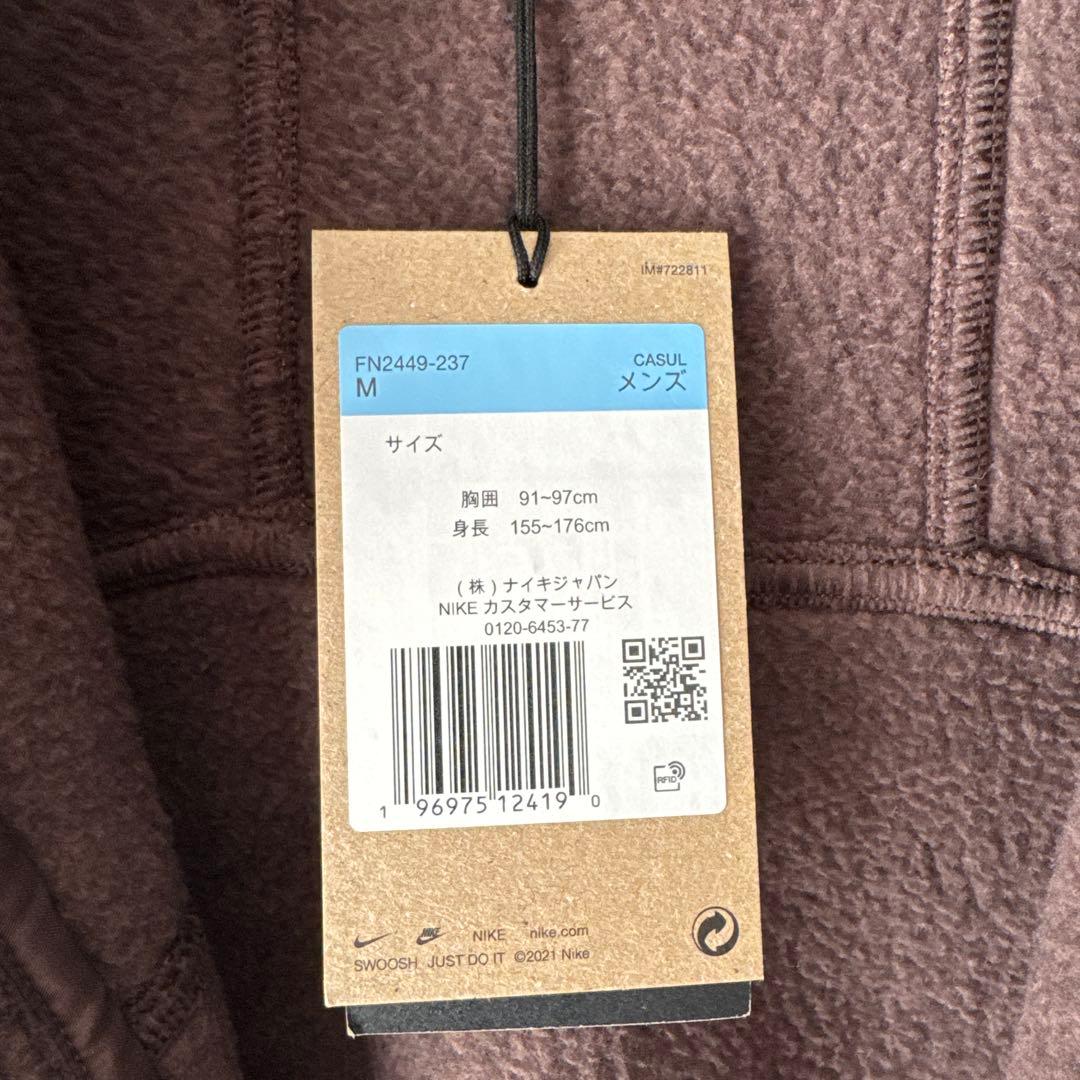 IM#722811
FN2449-237
CASUL
M
メンズ
サイズ
胸囲 91~97cm
身長 155~176cm
(株)ナイキジャパン
NIKE カスタマーサービス
0120-6453-77
1 96975 12419 0
RFID
NIKE NIKE nike.com
SWOOSH JUST DO IT ©2021 Nike